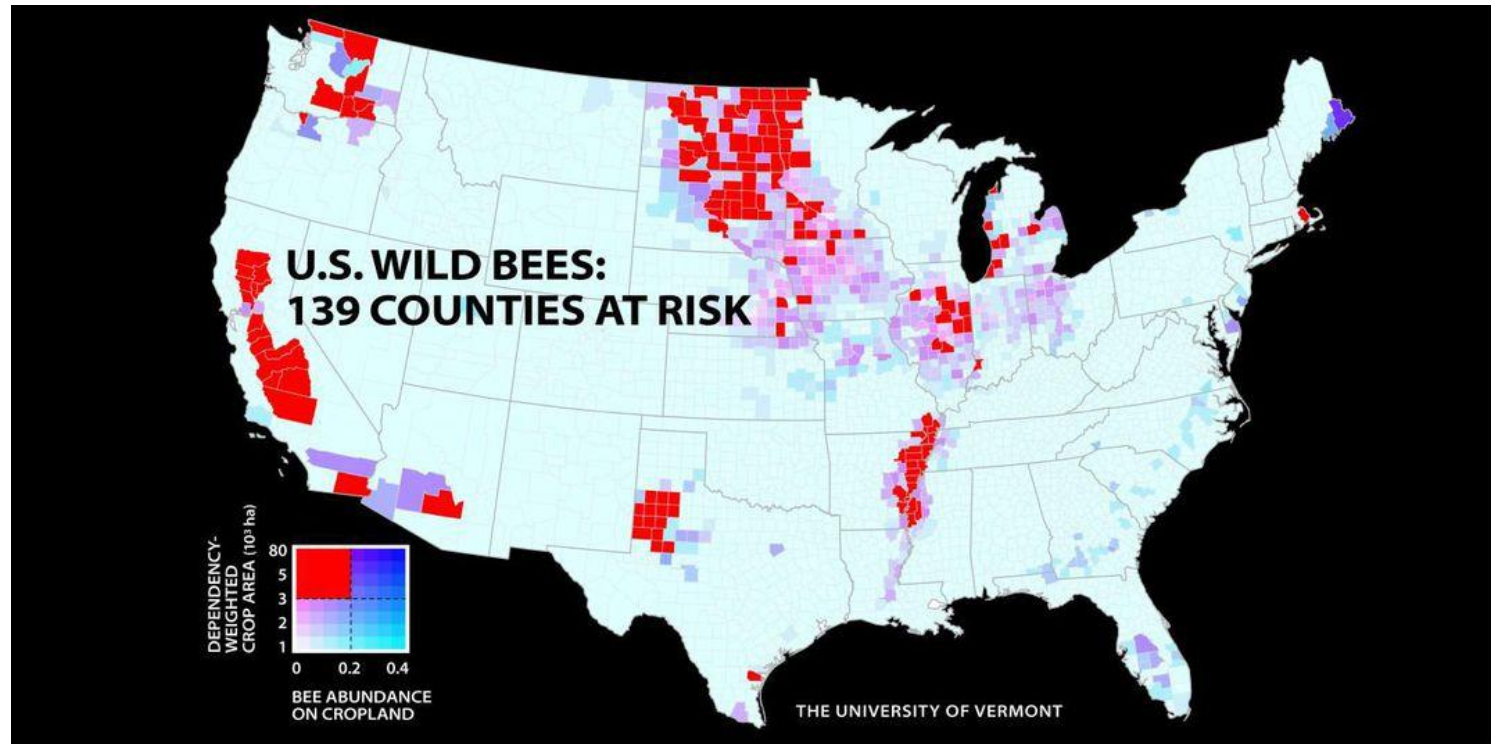 U.S. WILD BEES:
139 COUNTIES AT RISK
DEPENDENCY-
WEIGHTED
CROP AREA (10³ ha)
80
5
3
2
1
0 0.2 0.4
BEE ABUNDANCE
ON CROPLAND
THE UNIVERSITY OF VERMONT